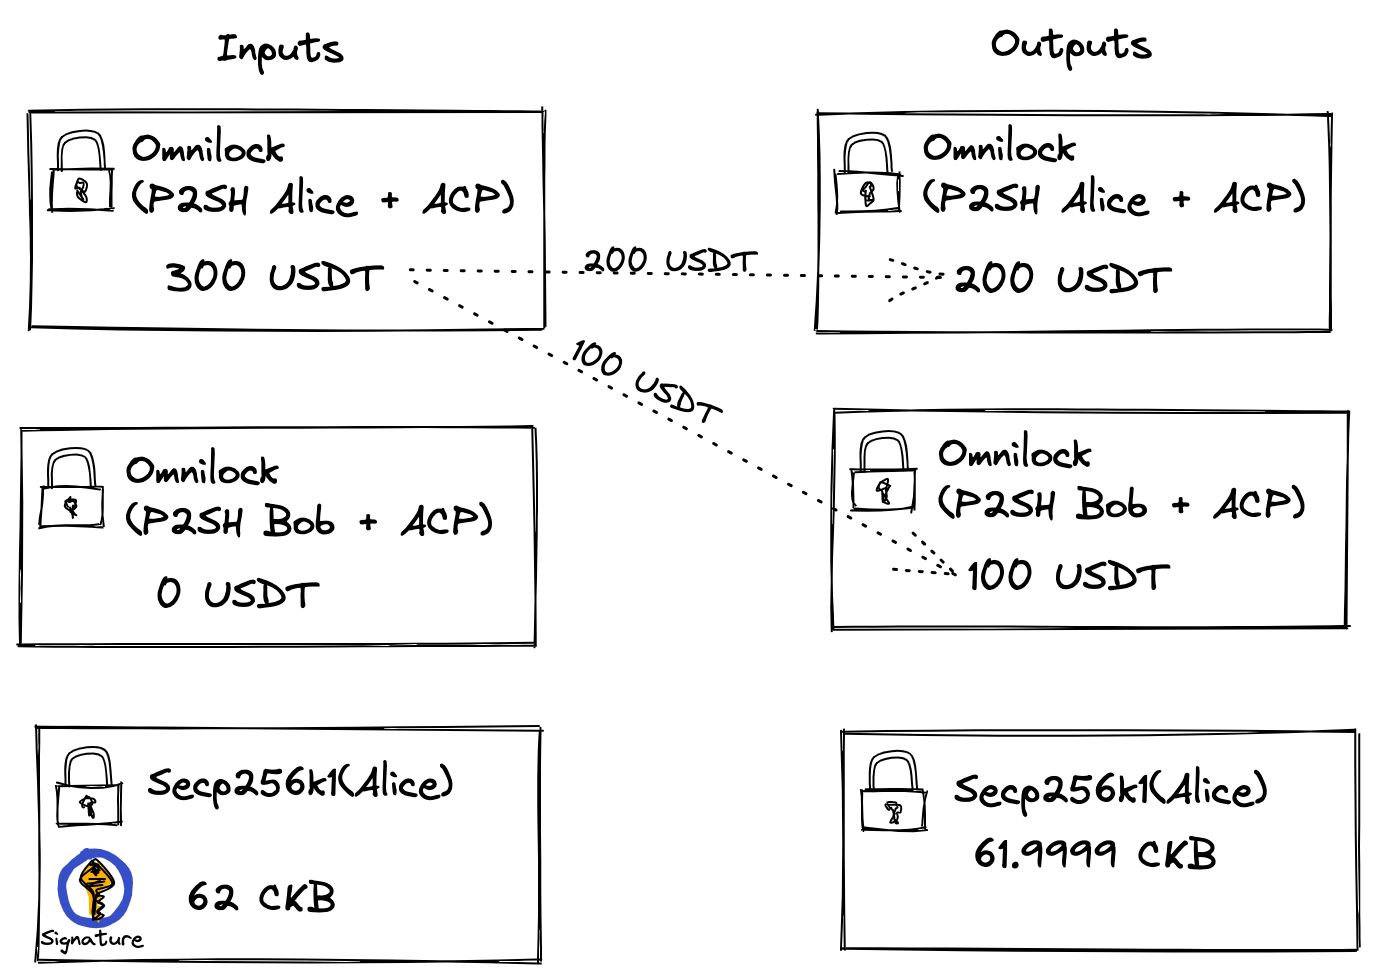 Inputs
Outputs
Omnilock
(P2SH Alice + ACP)
300 USDT
200 USDT
Omnilock
(P2SH Alice + ACP)
200 USDT
100 USDT
Omnilock
(P2SH Bob + ACP)
0 USDT
Omnilock
(P2SH Bob + ACP)
100 USDT
Secp256k1(Alice)
62 CKB
Signature
Secp256k1(Alice)
61.9999 CKB